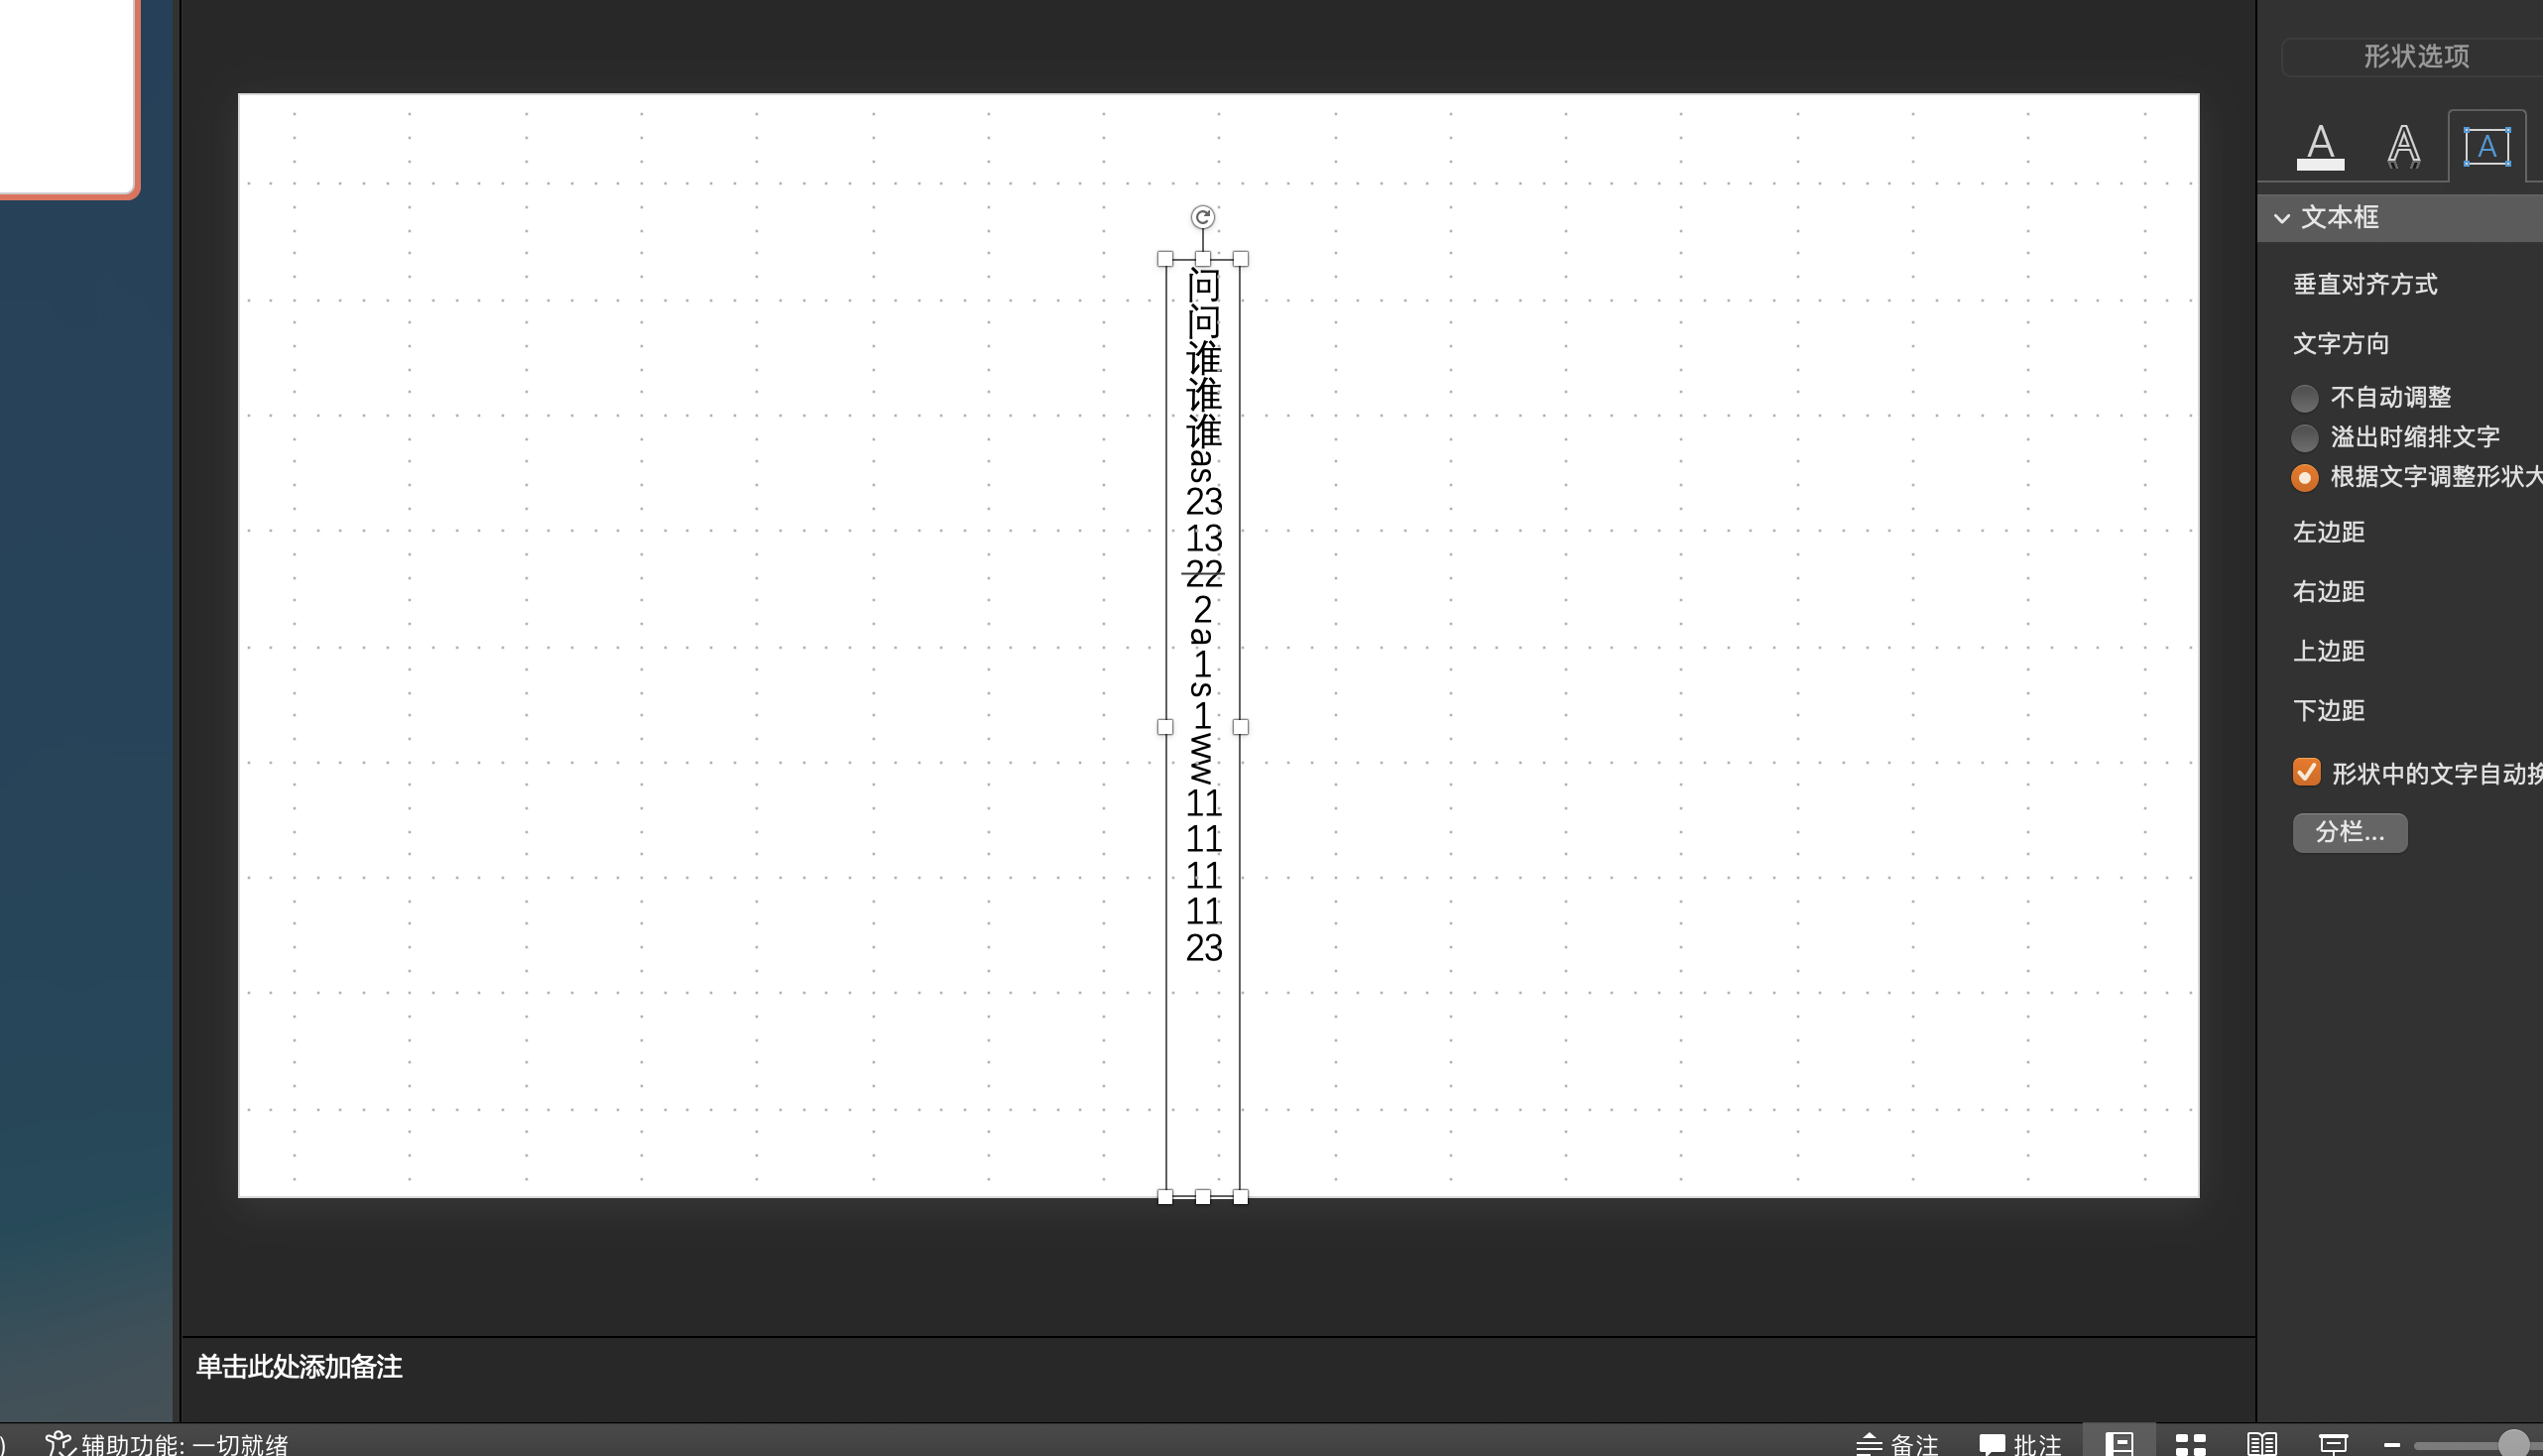 形状选项
文本框
垂直对齐方式
文字方向
不自动调整
溢出时缩排文字
根据文字调整形状大
左边距
右边距
上边距
下边距
形状中的文字自动换
分栏...
问问谁谁谁as2313222a1s1ww1111111123
单击此处添加备注
辅助功能: 一切就绪
备注
批注